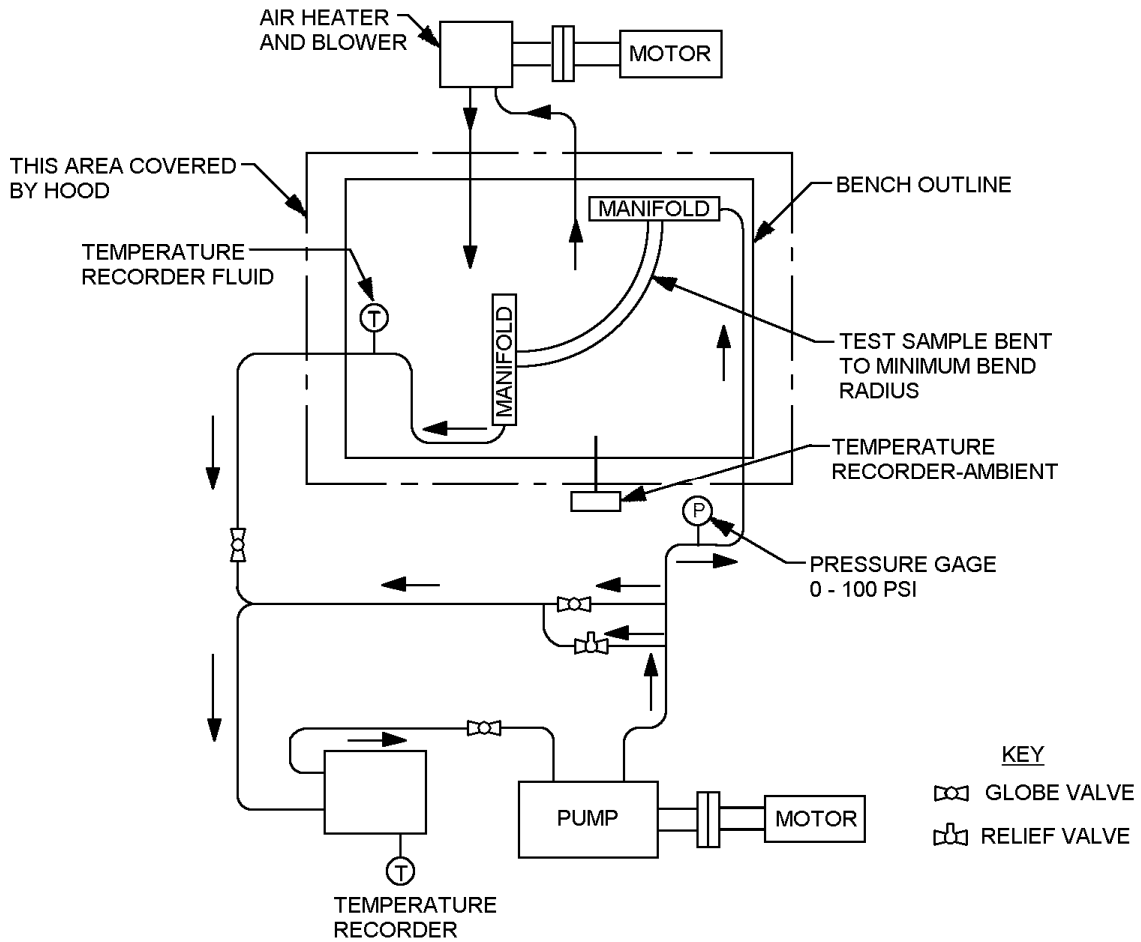 AIR HEATER
AND BLOWER
MOTOR
THIS AREA COVERED
BY HOOD
BENCH OUTLINE
MANIFOLD
TEMPERATURE
RECORDER FLUID
T
MANIFOLD
TEST SAMPLE BENT
TO MINIMUM BEND
RADIUS
TEMPERATURE
RECORDER-AMBIENT
P
PRESSURE GAGE
0 - 100 PSI
KEY
GLOBE VALVE
RELIEF VALVE
PUMP
MOTOR
T
TEMPERATURE
RECORDER